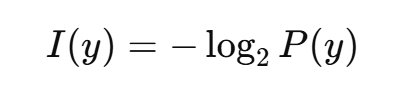 I(y) = − log₂ P(y)